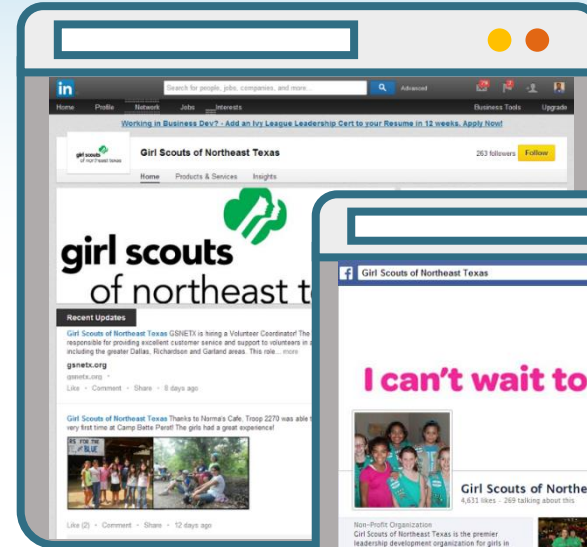 in
Search for people, jobs, companies, and more...
Advanced
Home Profile Network Jobs Interests
Business Tools Upgrade
Working in Business Dev? - Add an Ivy League Leadership Cert to your Resume in 12 weeks. Apply Now!
girl scouts
of northeast texas
Girl Scouts of Northeast Texas
263 followers Follow
Home Products & Services Insights
girl scouts
of northeast t
Recent Updates
Girl Scouts of Northeast Texas GSNETX is hiring a Volunteer Coordinator! The
responsible for providing excellent customer service and support to volunteers in
including the greater Dallas, Richardson and Garland areas. This role... more
gsnetx.org
gsnetx.org
Like · Comment · Share · 8 days ago
Girl Scouts of Northeast Texas Thanks to Norma's Cafe, Troop 2270 was able
very first time at Camp Batte Perot! The girls had a great experience!
Like (2) · Comment · Share · 12 days ago
f Girl Scouts of Northeast Texas
I can't wait to
Girl Scouts of Northe
4,631 likes · 269 talking about this
Non-Profit Organization
Girl Scouts of Northeast Texas is the premier
leadership development organization for girls in